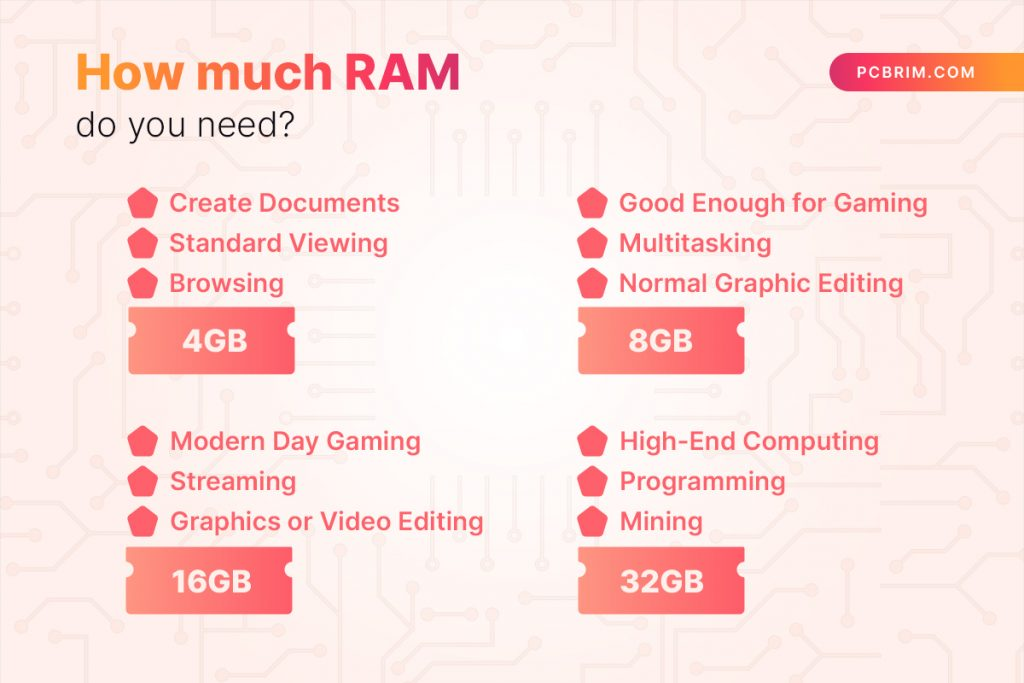 How much RAM
do you need?
PCBRIM.COM
Create Documents
Standard Viewing
Browsing
4GB
Good Enough for Gaming
Multitasking
Normal Graphic Editing
8GB
Modern Day Gaming
Streaming
Graphics or Video Editing
16GB
High-End Computing
Programming
Mining
32GB